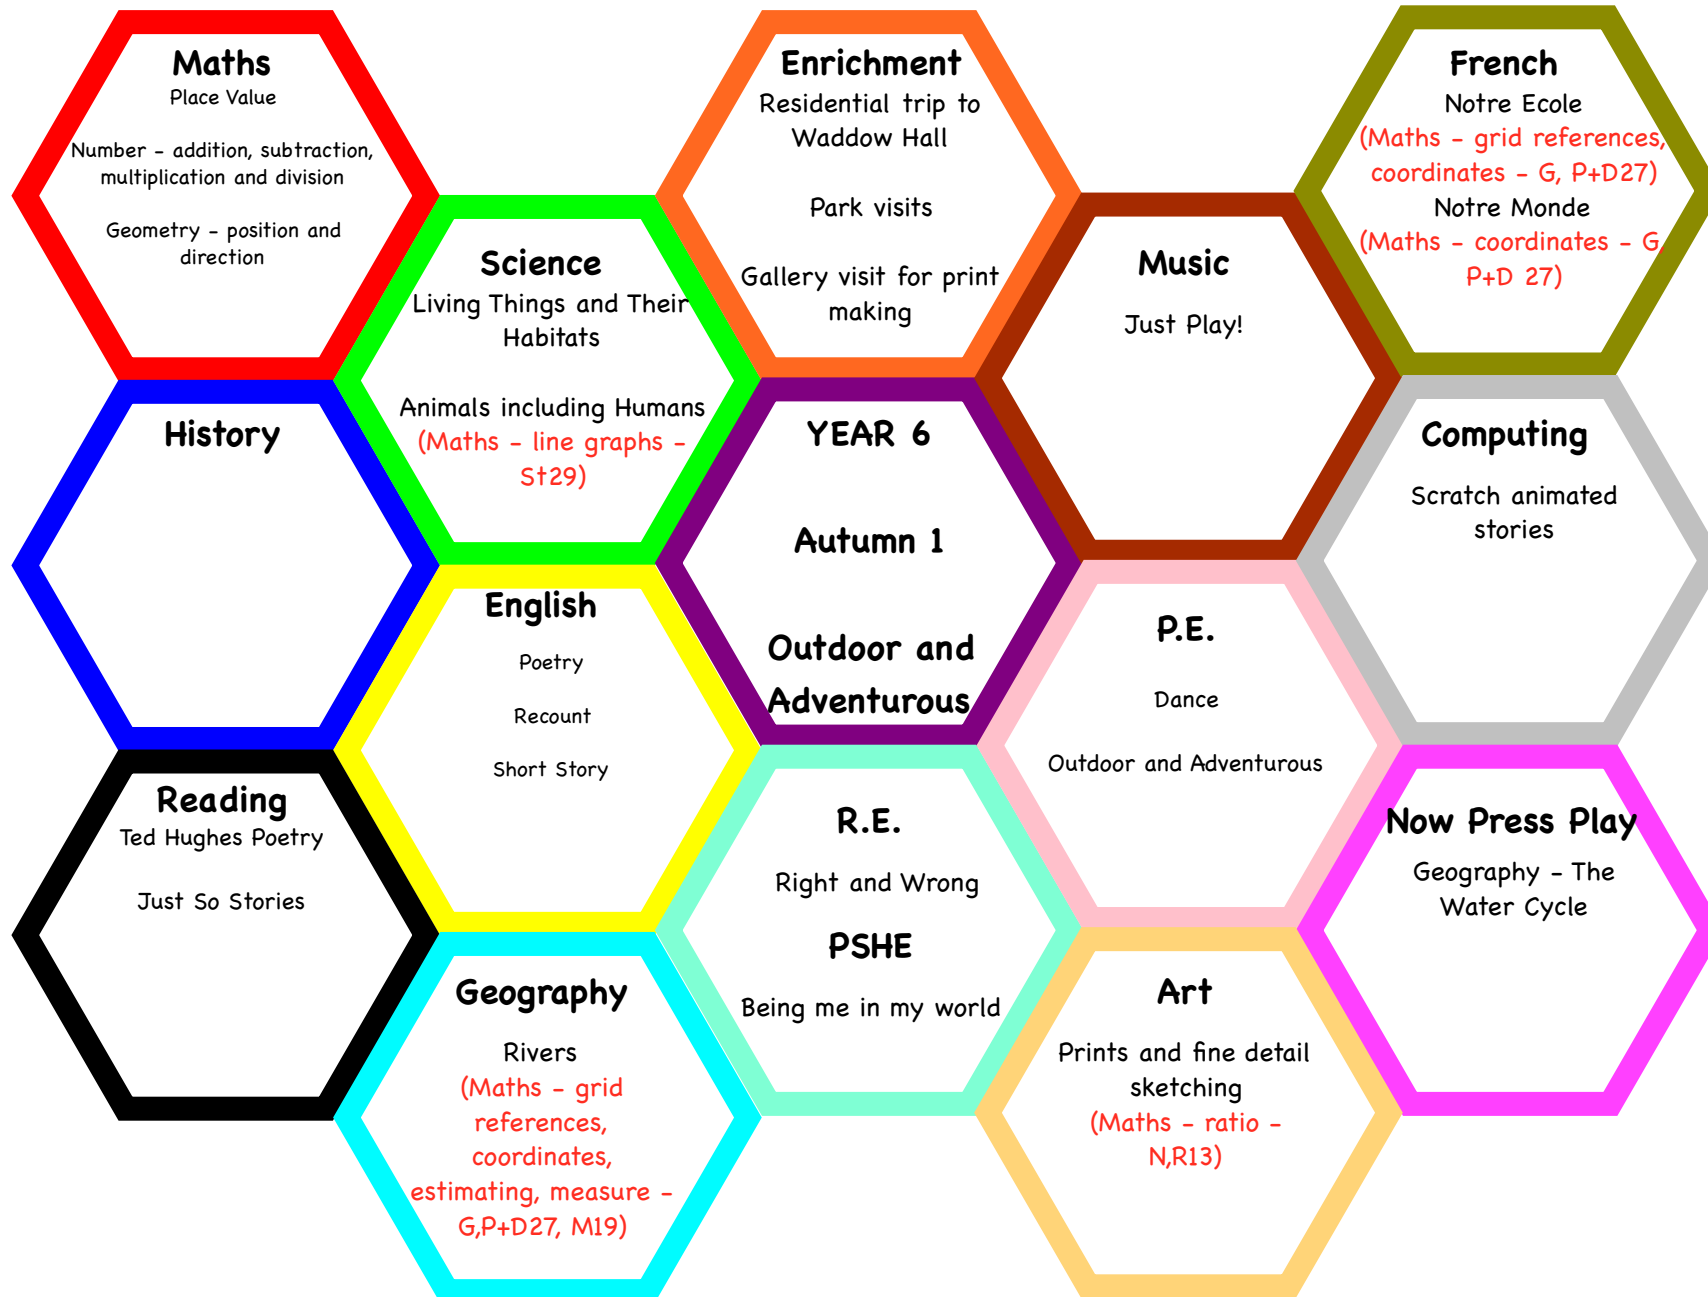 Maths
Place Value
Number - addition, subtraction,
multiplication and division
Geometry - position and
direction
Enrichment
Residential trip to
Waddow Hall
Park visits
Gallery visit for print
making
French
Notre Ecole
(Maths - grid references,
coordinates - G, P+D27)
Notre Monde
(Maths - coordinates - G,
P+D 27)
Science
Living Things and Their
Habitats
Animals including Humans
(Maths - line graphs -
St29)
Music
Just Play!
History
YEAR 6
Autumn 1
Outdoor and
Adventurous
Computing
Scratch animated
stories
English
Poetry
Recount
Short Story
P.E.
Dance
Outdoor and Adventurous
Reading
Ted Hughes Poetry
Just So Stories
R.E.
Right and Wrong
PSHE
Being me in my world
Now Press Play
Geography - The
Water Cycle
Geography
Rivers
(Maths - grid
references,
coordinates,
estimating, measure -
G,P+D27, M19)
Art
Prints and fine detail
sketching
(Maths - ratio -
N,R13)